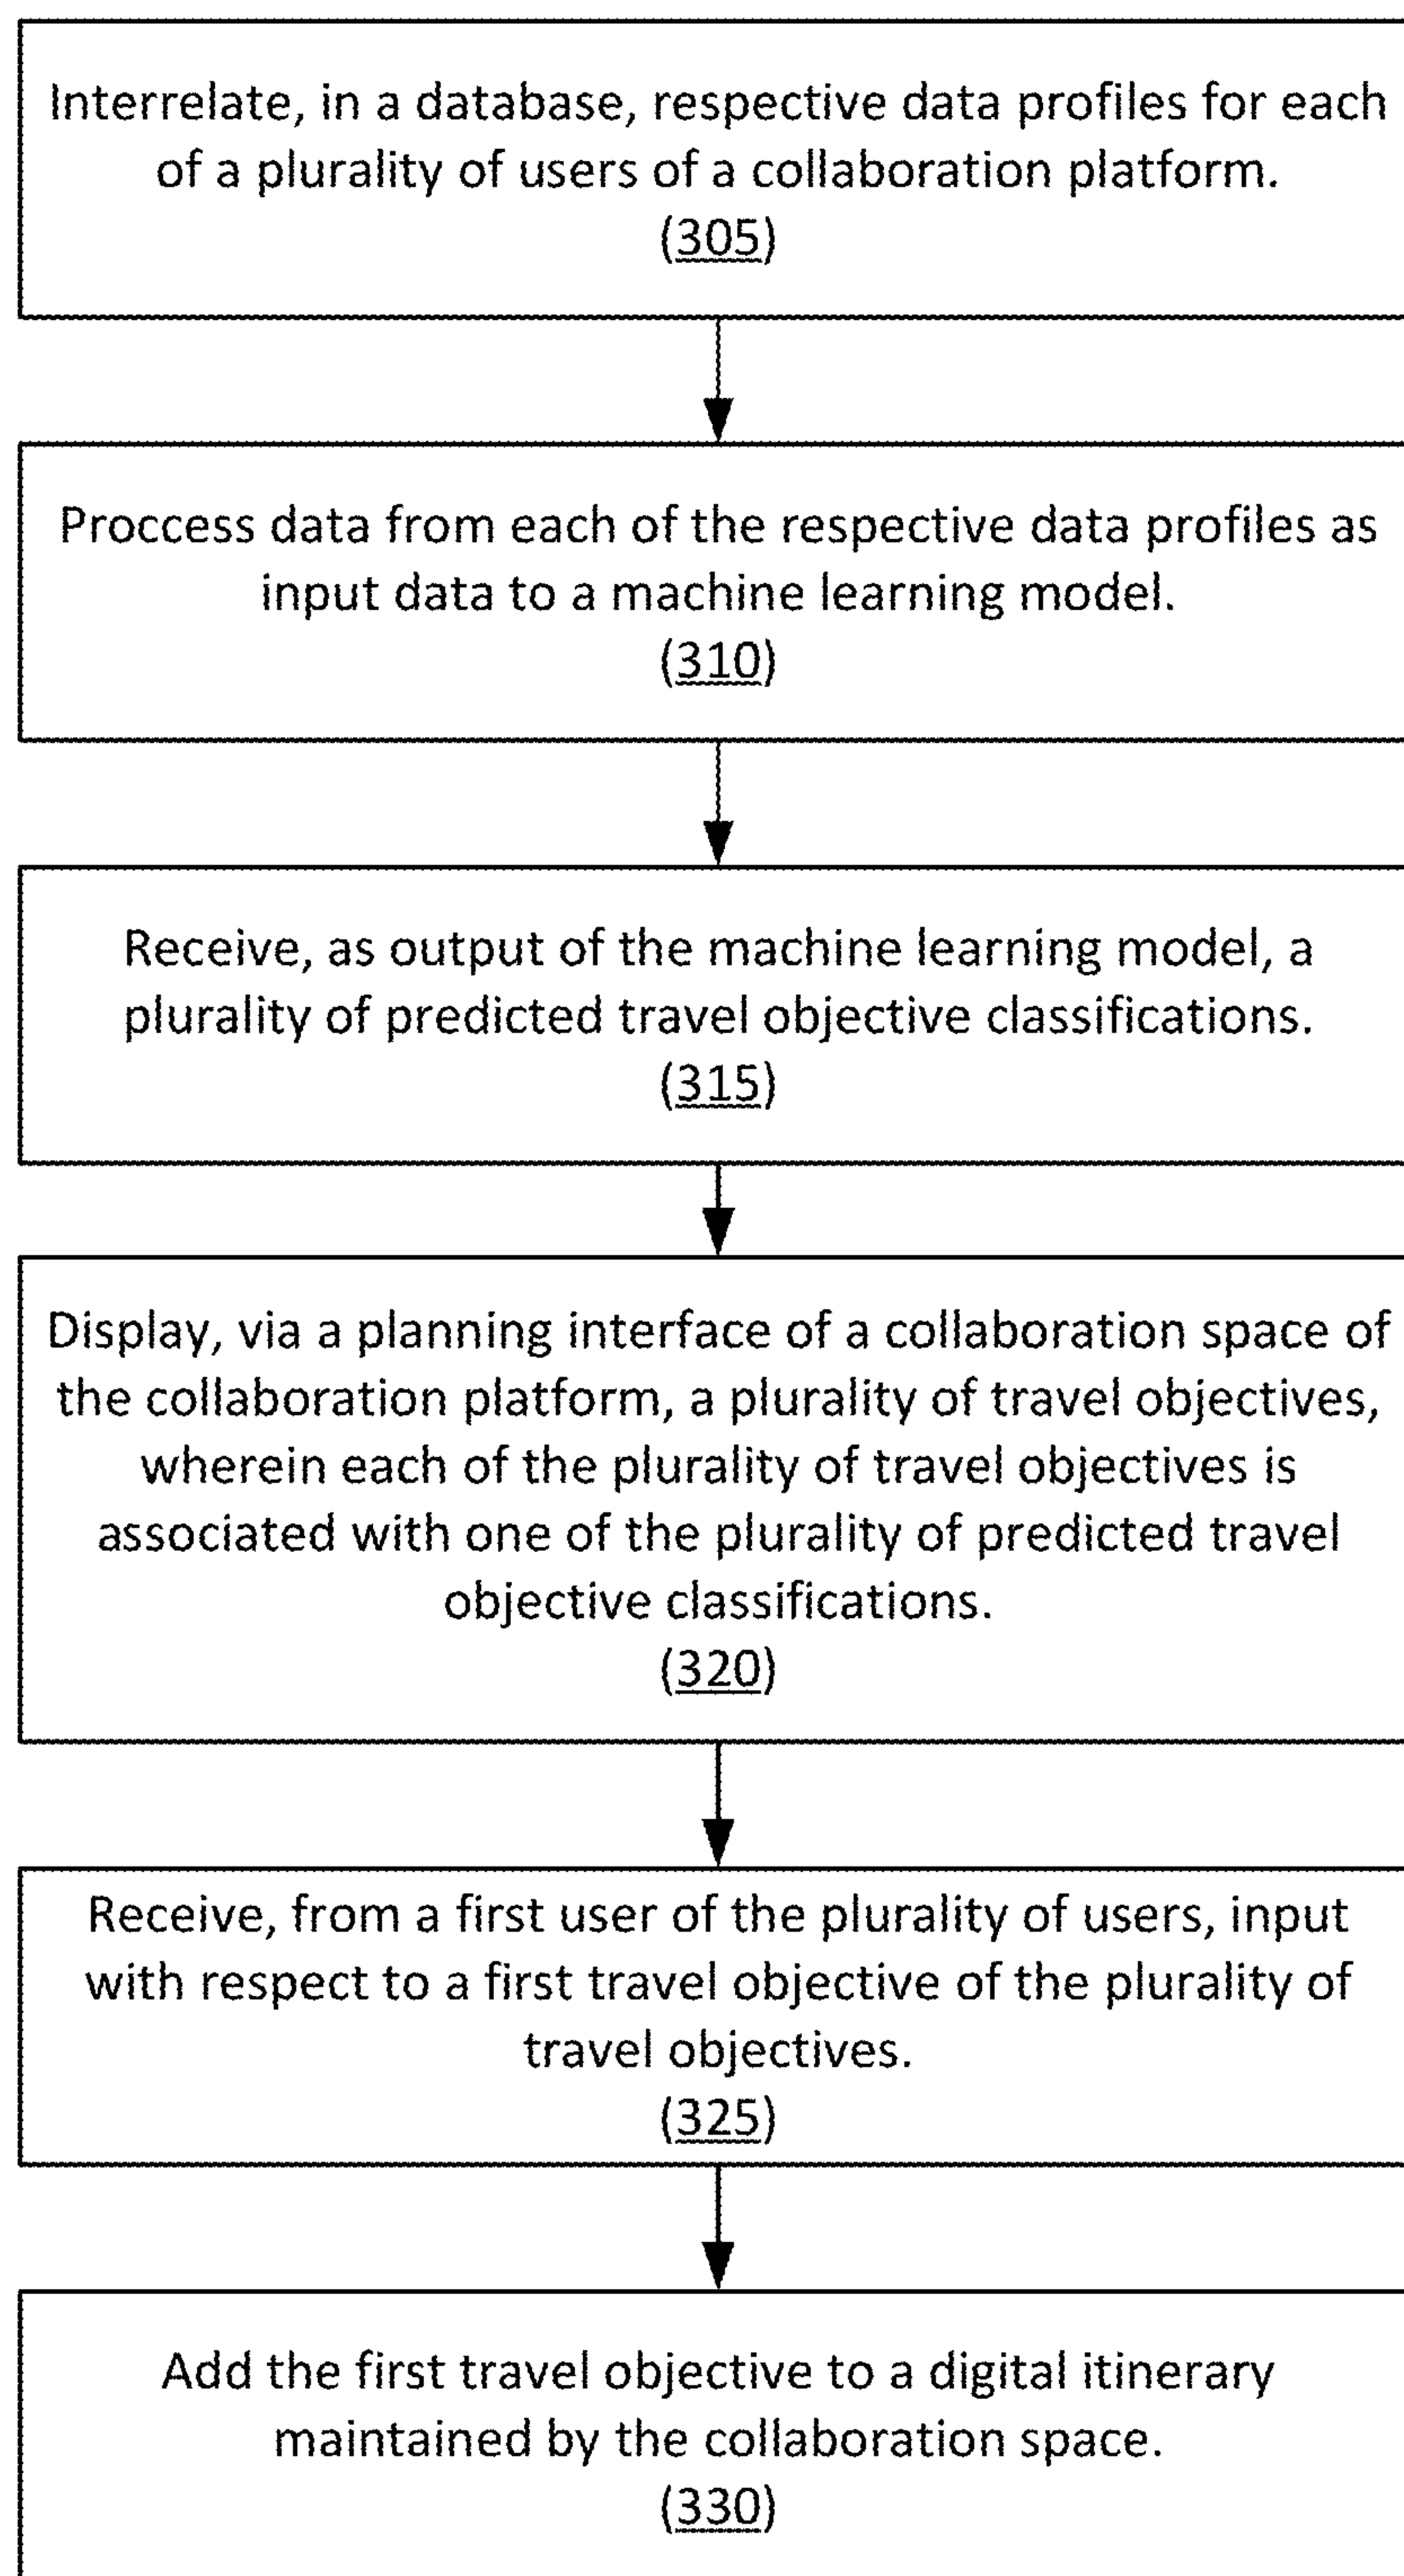 Interrelate, in a database, respective data profiles for each
of a plurality of users of a collaboration platform.
(305)
Proccess data from each of the respective data profiles as
input data to a machine learning model.
(310)
Receive, as output of the machine learning model, a
plurality of predicted travel objective classifications.
(315)
Display, via a planning interface of a collaboration space of
the collaboration platform, a plurality of travel objectives,
wherein each of the plurality of travel objectives is
associated with one of the plurality of predicted travel
objective classifications.
(320)
Receive, from a first user of the plurality of users, input
with respect to a first travel objective of the plurality of
travel objectives.
(325)
Add the first travel objective to a digital itinerary
maintained by the collaboration space.
(330)